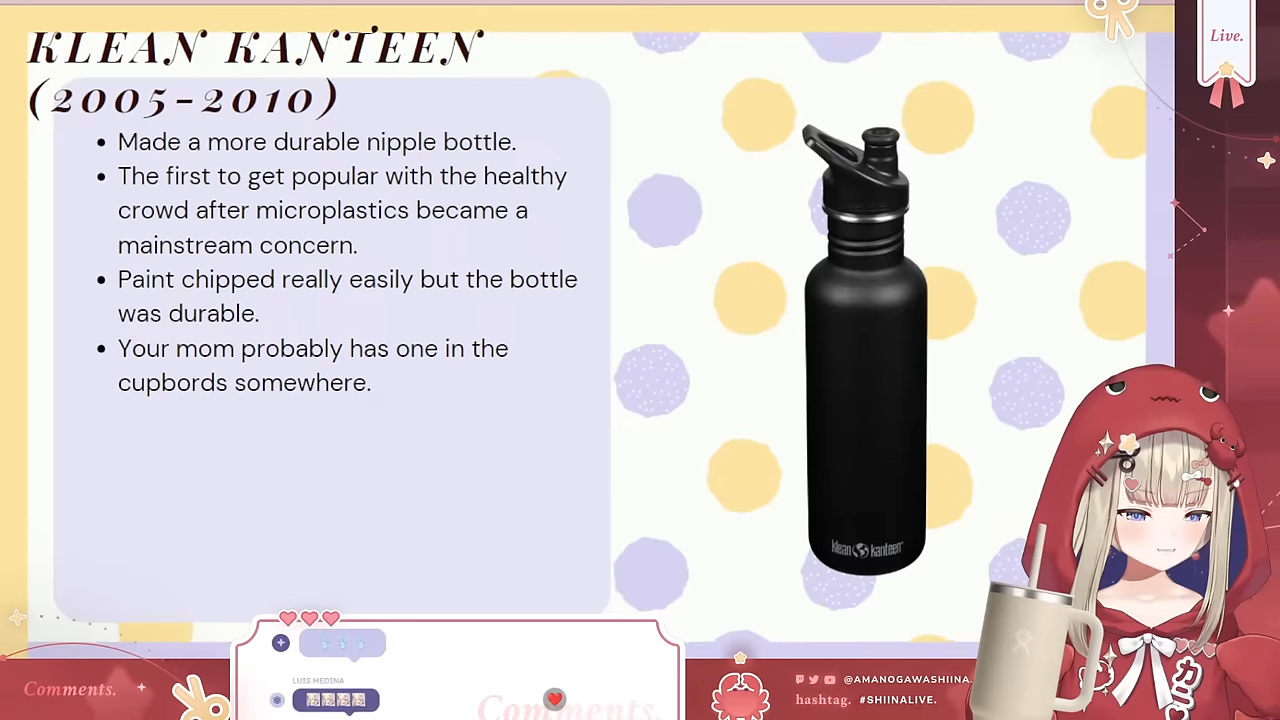 KLEAN KANTEEN
(2005-2010)
• Made a more durable nipple bottle.
• The first to get popular with the healthy
crowd after microplastics became a
mainstream concern.
• Paint chipped really easily but the bottle
was durable.
• Your mom probably has one in the
cupbords somewhere.
klean kanteen
Live.
LUIS MEDINA
Comments.
Comments.
@AMANOGAWASHIINA.
hashtag. #SHIINALIVE.